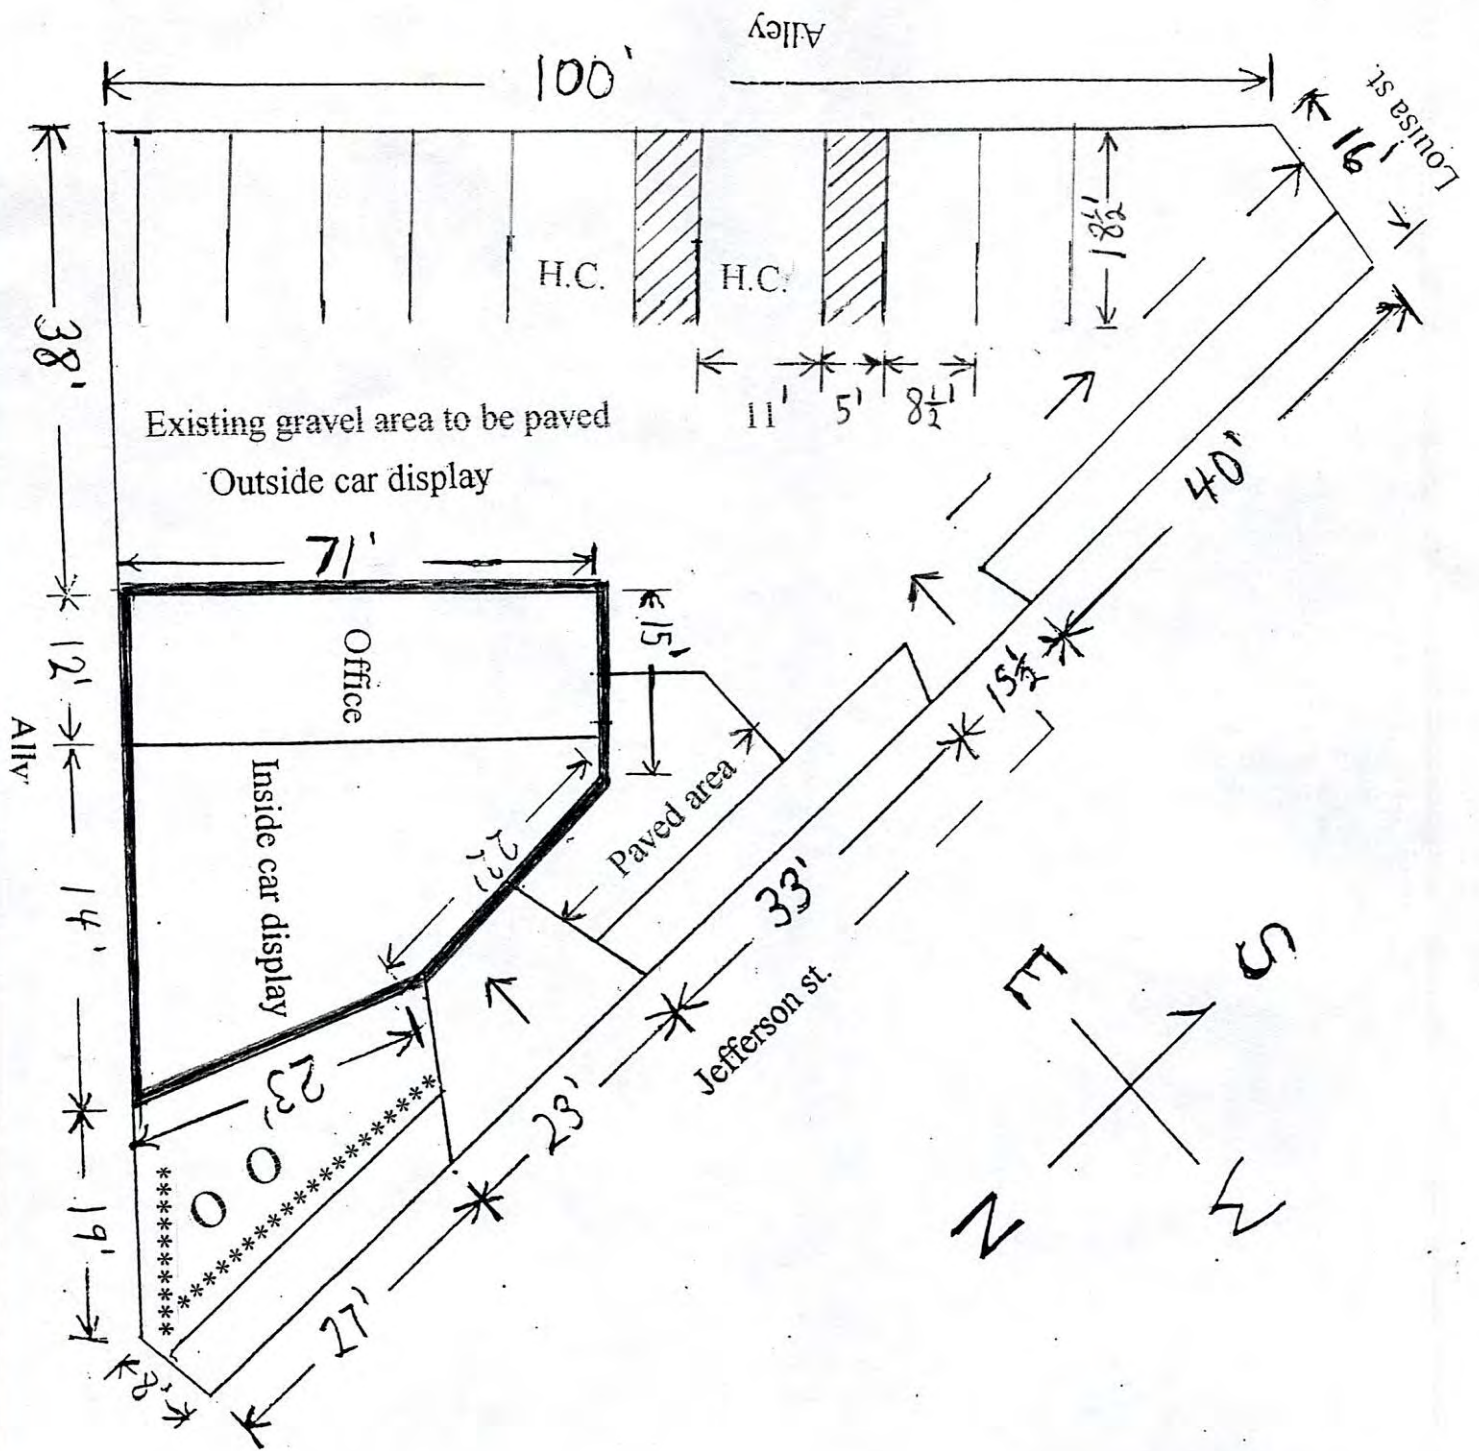 Alley
100'
Louisa st.
16'
18½'
38'
H.C.
H.C.
11'
5'
8½'
40'
Existing gravel area to be paved
Outside car display
71'
15'
15½'
12'
Office
Ally
Paved area
Inside car display
22'
33'
14'
S
E
W
N
Jefferson st.
23'
23'
19'
27'
8'